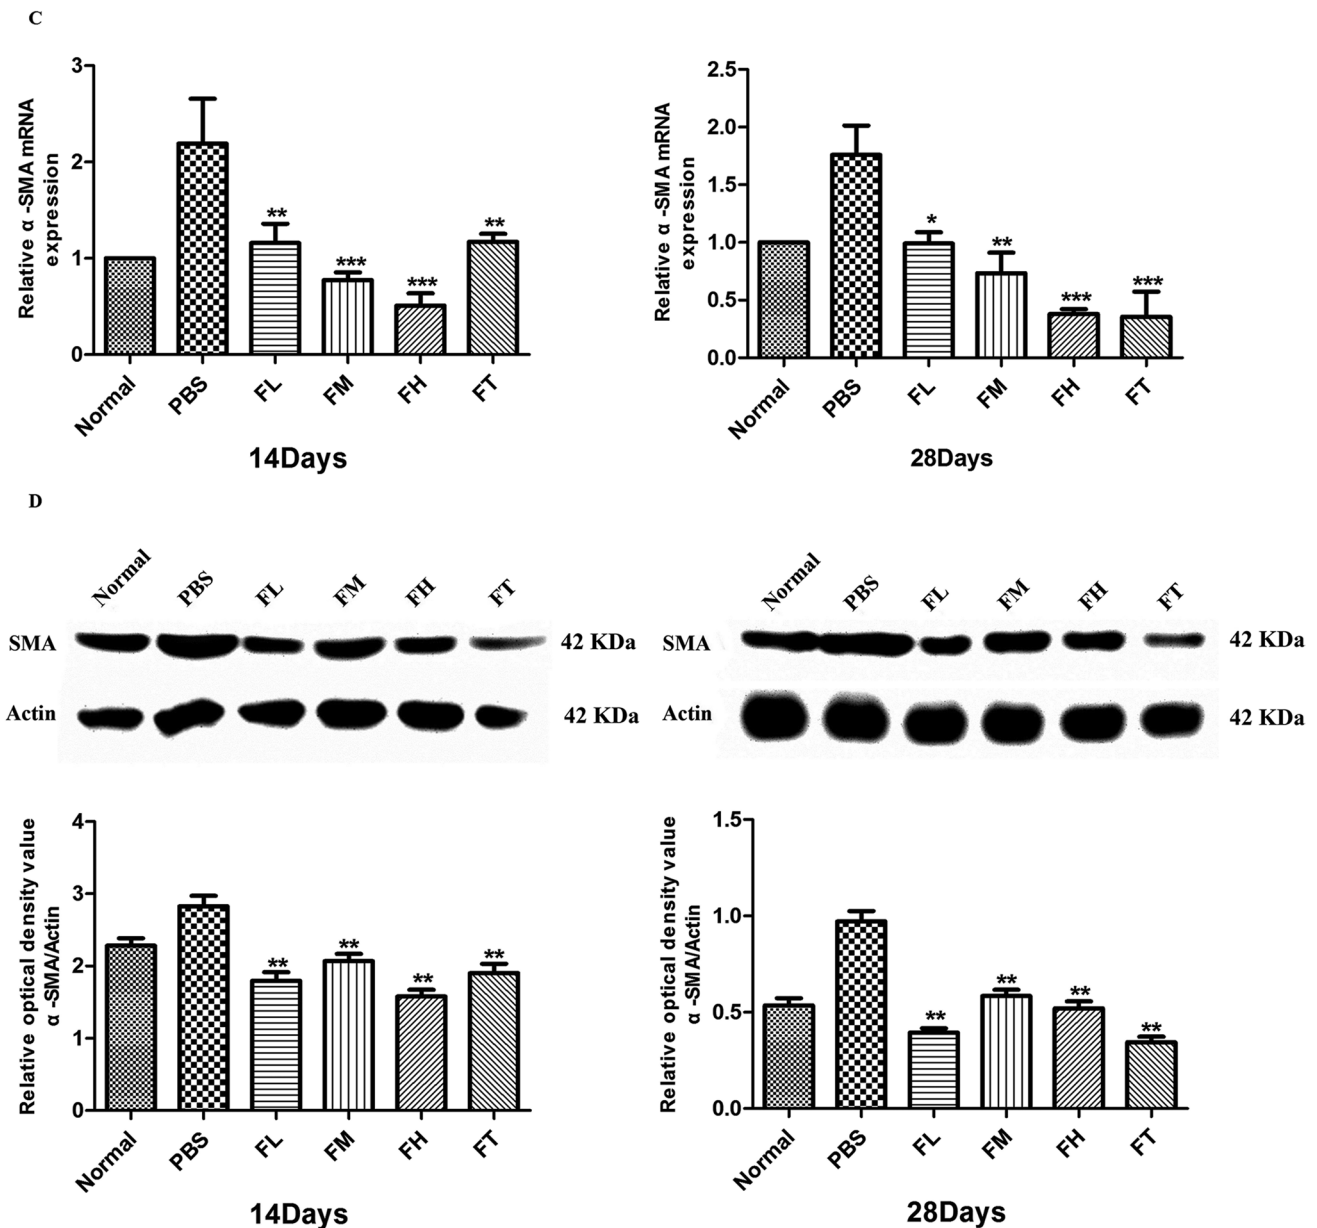 C
Relative α -SMA mRNA
expression
3
2
1
0
**
***
***
**
Normal
PBS
FL
FM
FH
FT
14Days
Relative α -SMA mRNA
expression
2.5
2.0
1.5
1.0
0.5
0.0
*
**
***
***
Normal
PBS
FL
FM
FH
FT
28Days
D
Normal
PBS
FL
FM
FH
FT
SMA
42 KDa
Actin
42 KDa
Normal
PBS
FL
FM
FH
FT
SMA
42 KDa
Actin
42 KDa
Relative optical density value
α -SMA/Actin
4
3
2
1
0
**
**
**
**
Normal
PBS
FL
FM
FH
FT
14Days
Relative optical density value
α -SMA/Actin
1.5
1.0
0.5
0.0
**
**
**
**
Normal
PBS
FL
FM
FH
FT
28Days